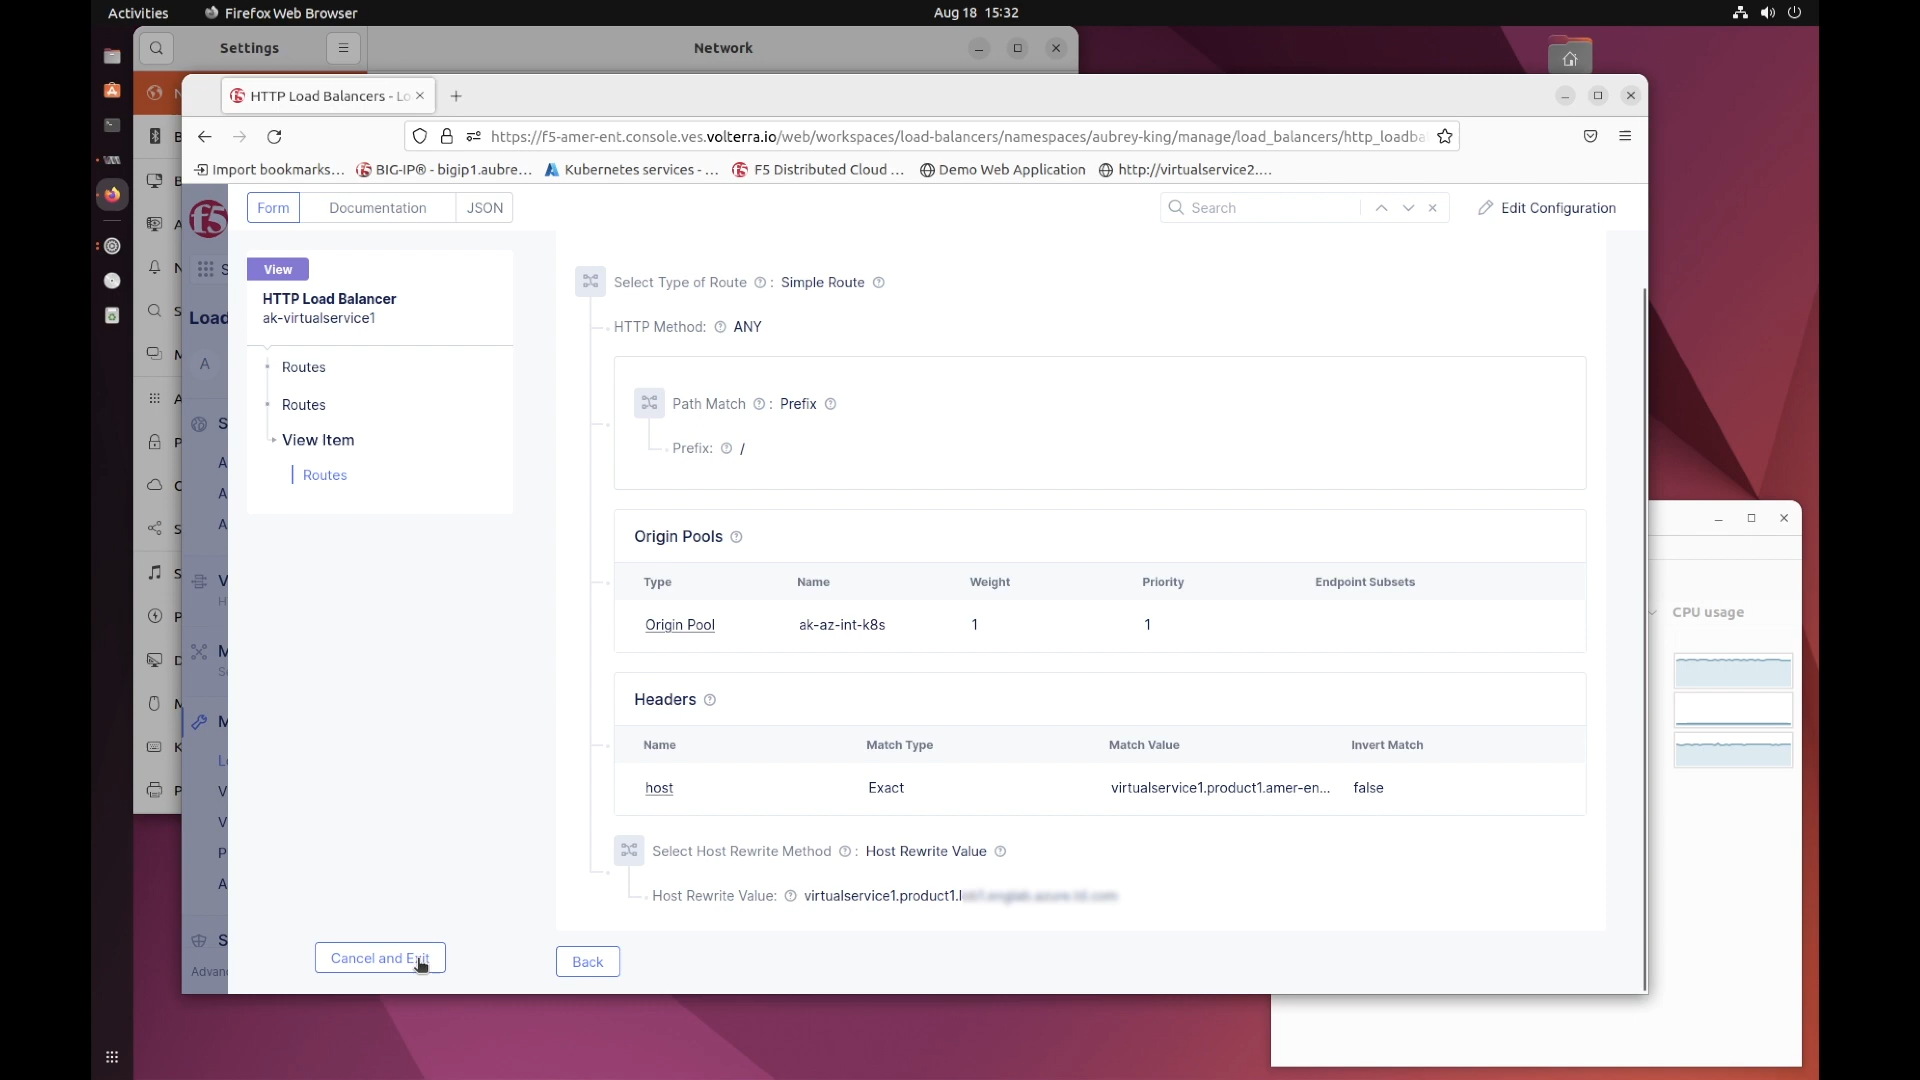 Activities
Firefox Web Browser
Aug 18 15:32
Settings
Network
HTTP Load Balancers - Lo
https://f5-amer-ent.console.ves.volterra.io/web/workspaces/load-balancers/namespaces/aubrey-king/manage/load_balancers/http_loadba
Import bookmarks...
BIG-IP® - bigip1.aubre...
Kubernetes services - ...
F5 Distributed Cloud ...
Demo Web Application
http://virtualservice2....
Form
Documentation
JSON
Search
Edit Configuration
View
HTTP Load Balancer
ak-virtualservice1
Routes
Routes
View Item
Routes
Select Type of Route : Simple Route
HTTP Method: ANY
Path Match : Prefix
Prefix: /
Origin Pools
Type Name Weight Priority Endpoint Subsets
Origin Pool ak-az-int-k8s 1 1
Headers
Name Match Type Match Value Invert Match
host Exact virtualservice1.product1.amer-en... false
Select Host Rewrite Method : Host Rewrite Value
Host Rewrite Value: virtualservice1.product1.l
Cancel and Exit
Back
f5
Load
A
Advan
CPU usage